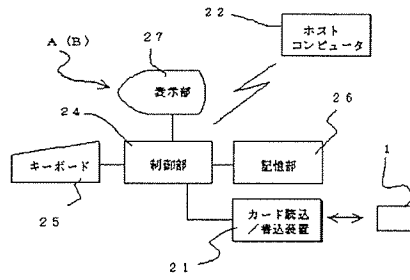 22
ホスト
コンピュータ
A (B)
27
表示部
24
26
キーボード
制御部
記憶部
25
1
カード読込
/書込装置
21